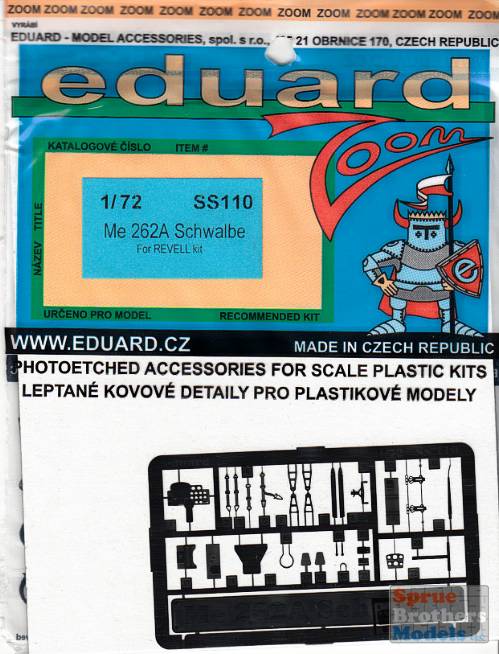 ZOOM ZOOM ZOOM ZOOM ZOOM ZOOM ZOOM ZOOM ZOOM ZOOM ZOOM ZOOM
VYRÁBÍ
EDUARD - MODEL ACCESSORIES, spol. s r.o., 21 OBRNICE 170, CZECH REPUBLIC
eduard
Zoom
KATALOGOVÉ ČÍSLO ITEM #
NÁZEV TITLE
1/72 SS110
Me 262A Schwalbe
For REVELL kit
e
URČENO PRO MODEL RECOMMENDED KIT
WWW.EDUARD.CZ MADE IN CZECH REPUBLIC
PHOTOETCHED ACCESSORIES FOR SCALE PLASTIC KITS
LEPTANÉ KOVOVÉ DETAILY PRO PLASTIKOVÉ MODELY
Sprue
Brothers
Models